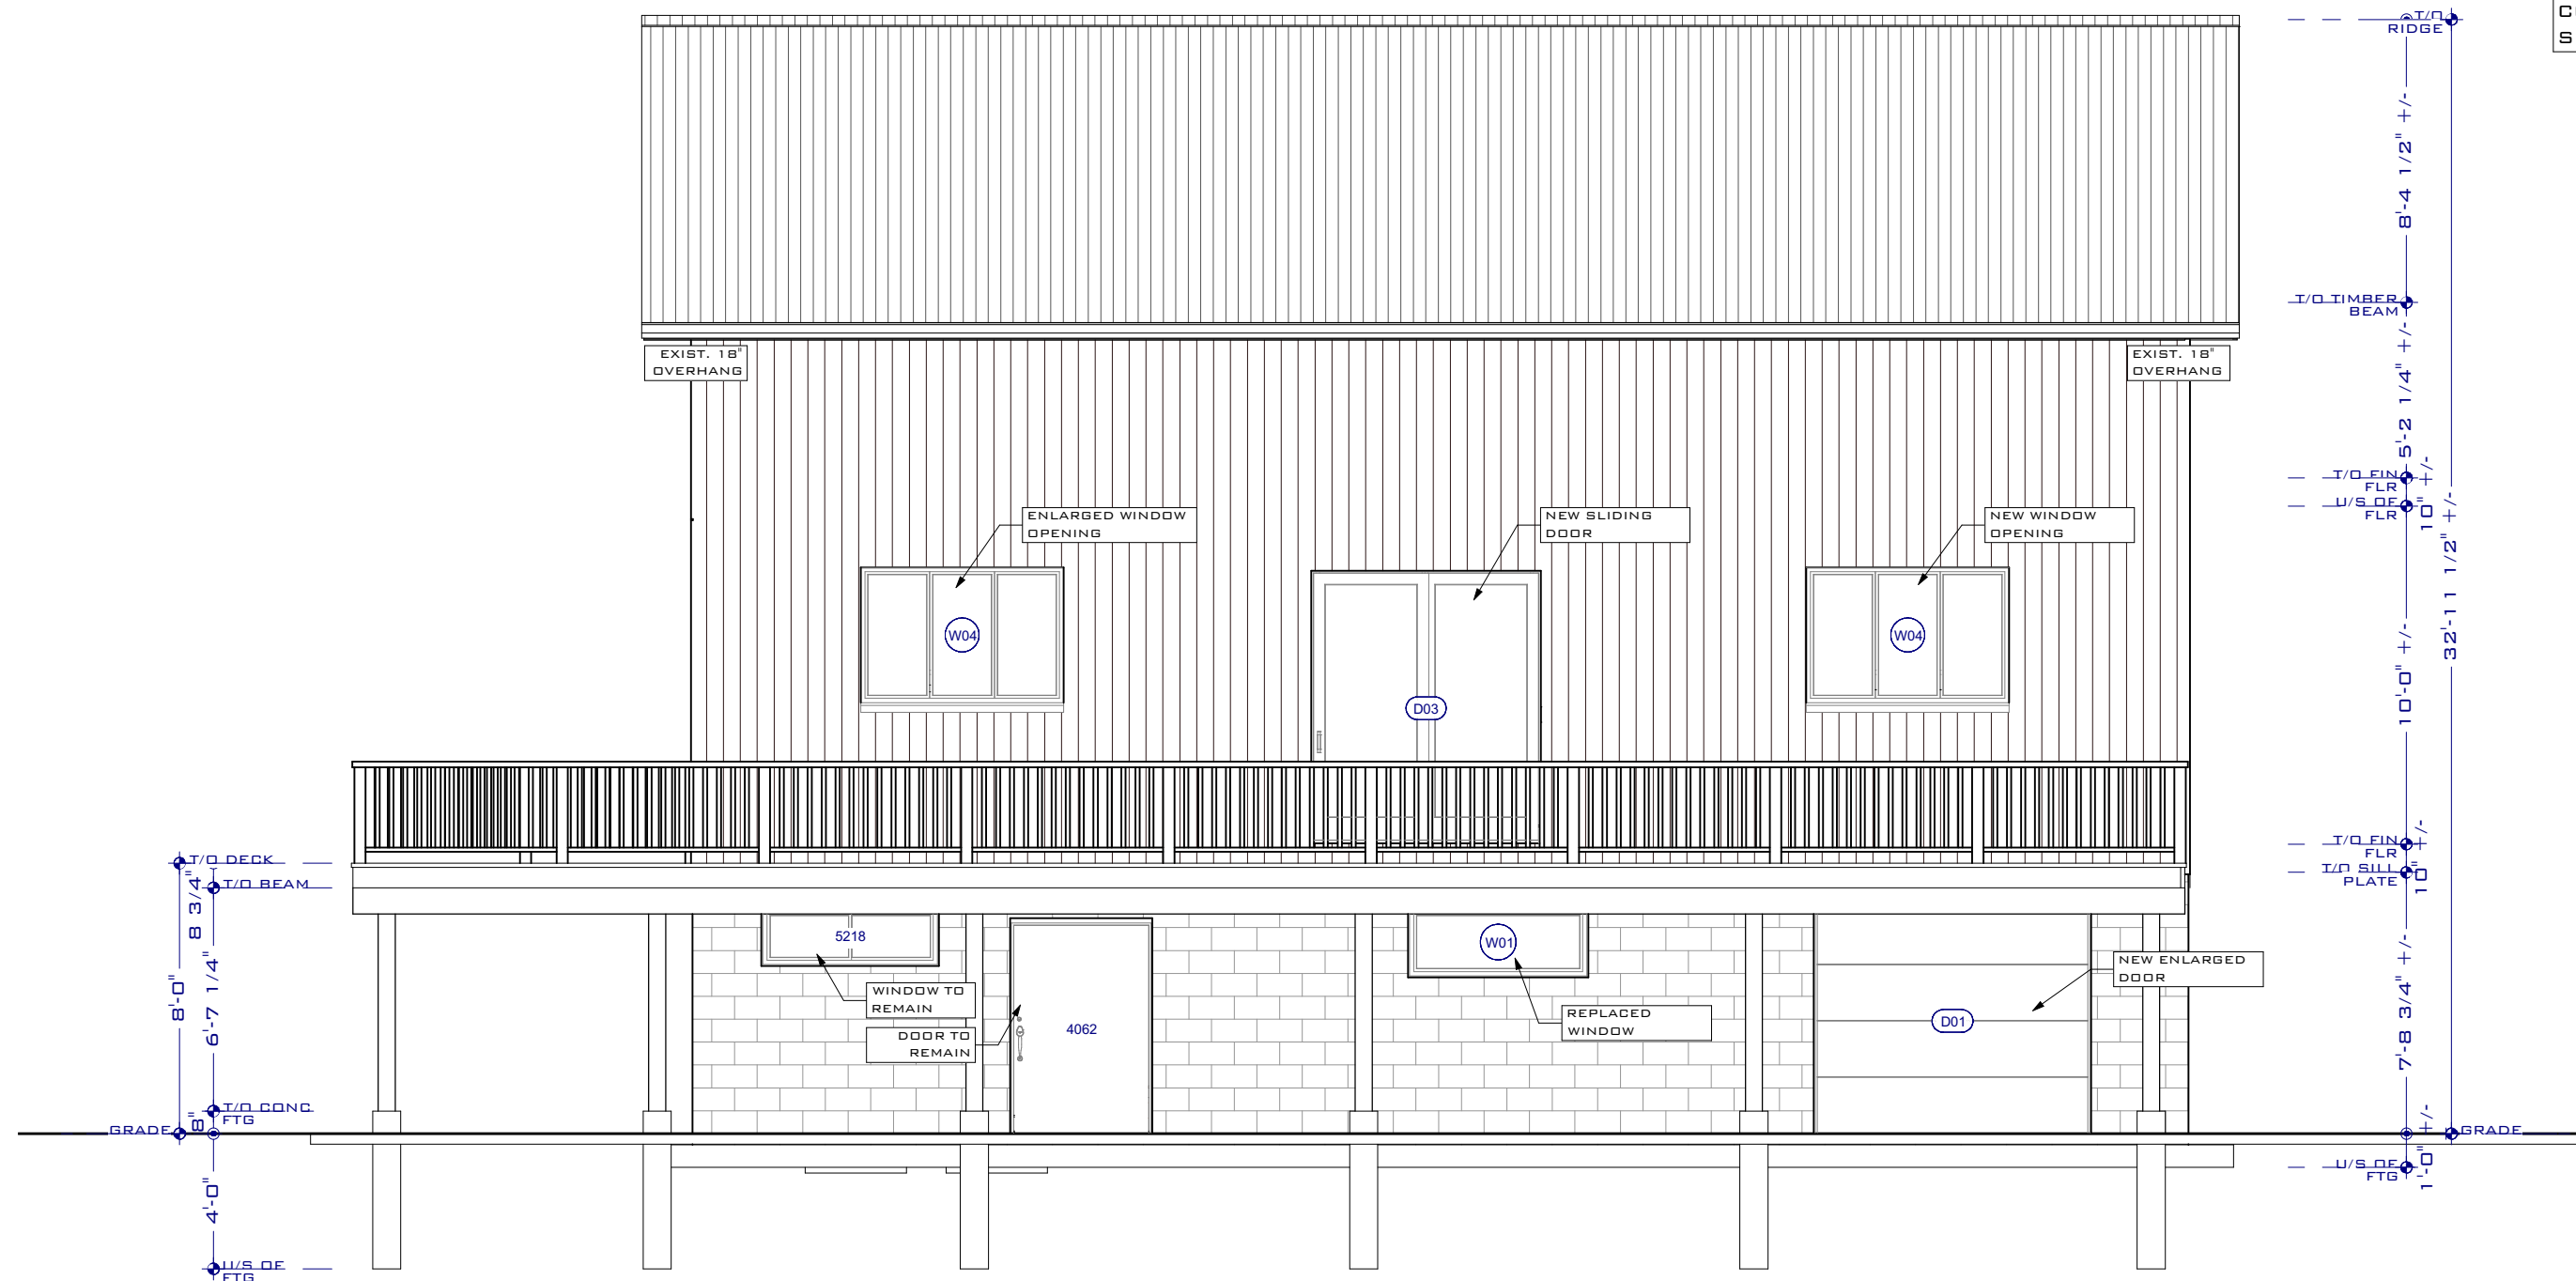 C
S
T/O
RIDGE
8'-4 1/2" +/-
T/O TIMBER
BEAM
EXIST. 18"
OVERHANG
EXIST. 18"
OVERHANG
5'-2 1/4" +/-
T/O FIN
FLR
10" +/-
U/S OF
FLR
32'-11 1/2" +/-
ENLARGED WINDOW
OPENING
NEW SLIDING
DOOR
NEW WINDOW
OPENING
W04
W04
10'-0" +/-
D03
T/O DECK
T/O BEAM
8 3/4"
T/O FIN
FLR
10" +/-
T/O SILL
PLATE
5218
W01
8'-0"
6'-7 1/4"
WINDOW TO
REMAIN
DOOR TO
REMAIN
4062
REPLACED
WINDOW
D01
NEW ENLARGED
DOOR
7'-8 3/4" +/-
T/O CONC
FTG
8"
GRADE
GRADE
1'-0" +/-
U/S OF
FTG
4'-0"
U/S OF
FTG